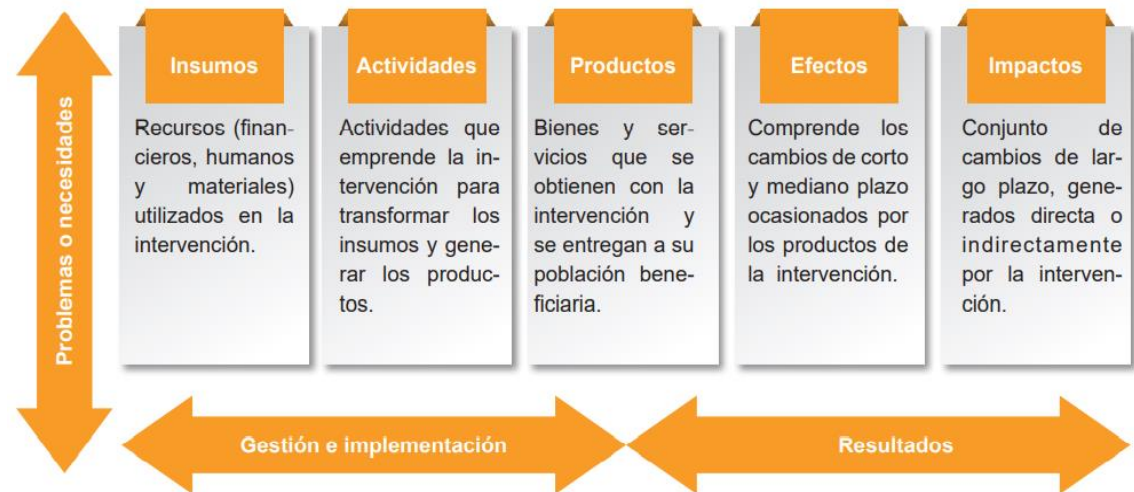 Problemas o necesidades
Insumos
Recursos (finan-
cieros, humanos
y materiales)
utilizados en la
intervención.
Actividades
Actividades que
emprende la in-
tervención para
transformar los
insumos y gene-
rar los produc-
tos.
Productos
Bienes y ser-
vicios que se
obtienen con la
intervención y
se entregan a su
población bene-
ficiaria.
Efectos
Comprende los
cambios de corto
y mediano plazo
ocasionados por
los productos de
la intervención.
Impactos
Conjunto de
cambios de lar-
go plazo, gene-
rados directa o
indirectamente
por la interven-
ción.
Gestión e implementación
Resultados